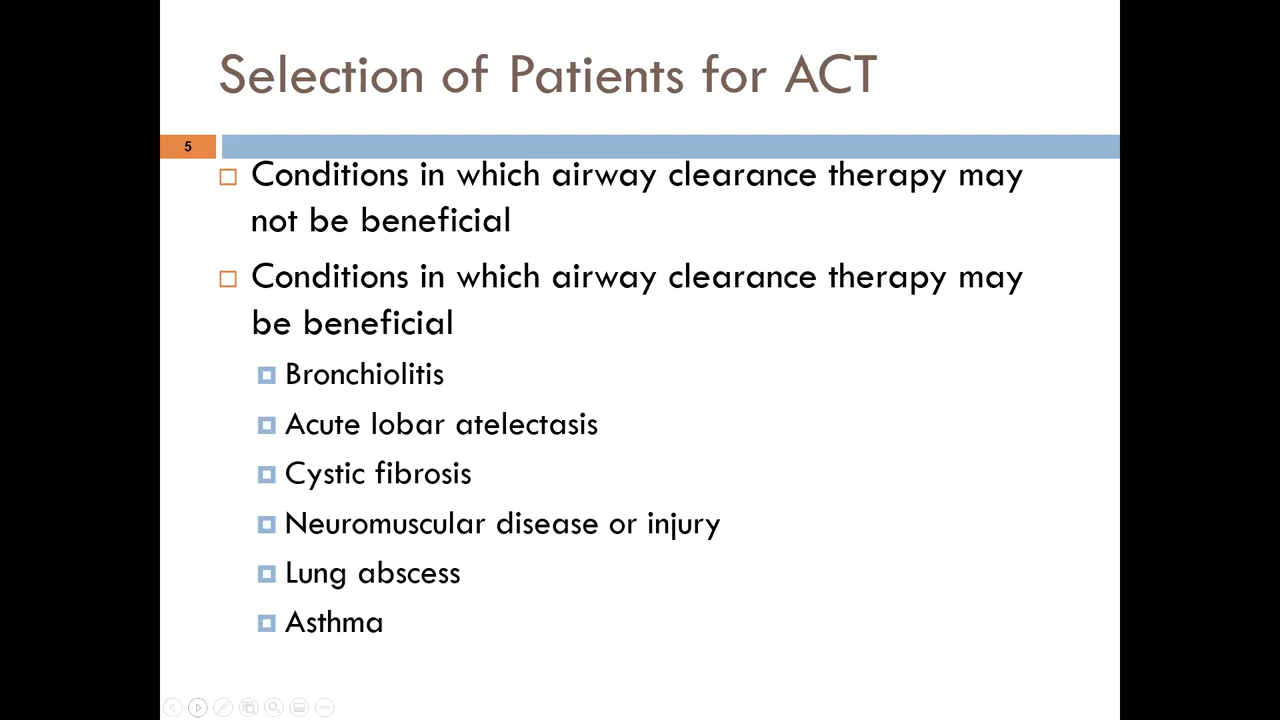 Selection of Patients for ACT
5
Conditions in which airway clearance therapy may
not be beneficial
Conditions in which airway clearance therapy may
be beneficial
Bronchiolitis
Acute lobar atelectasis
Cystic fibrosis
Neuromuscular disease or injury
Lung abscess
Asthma